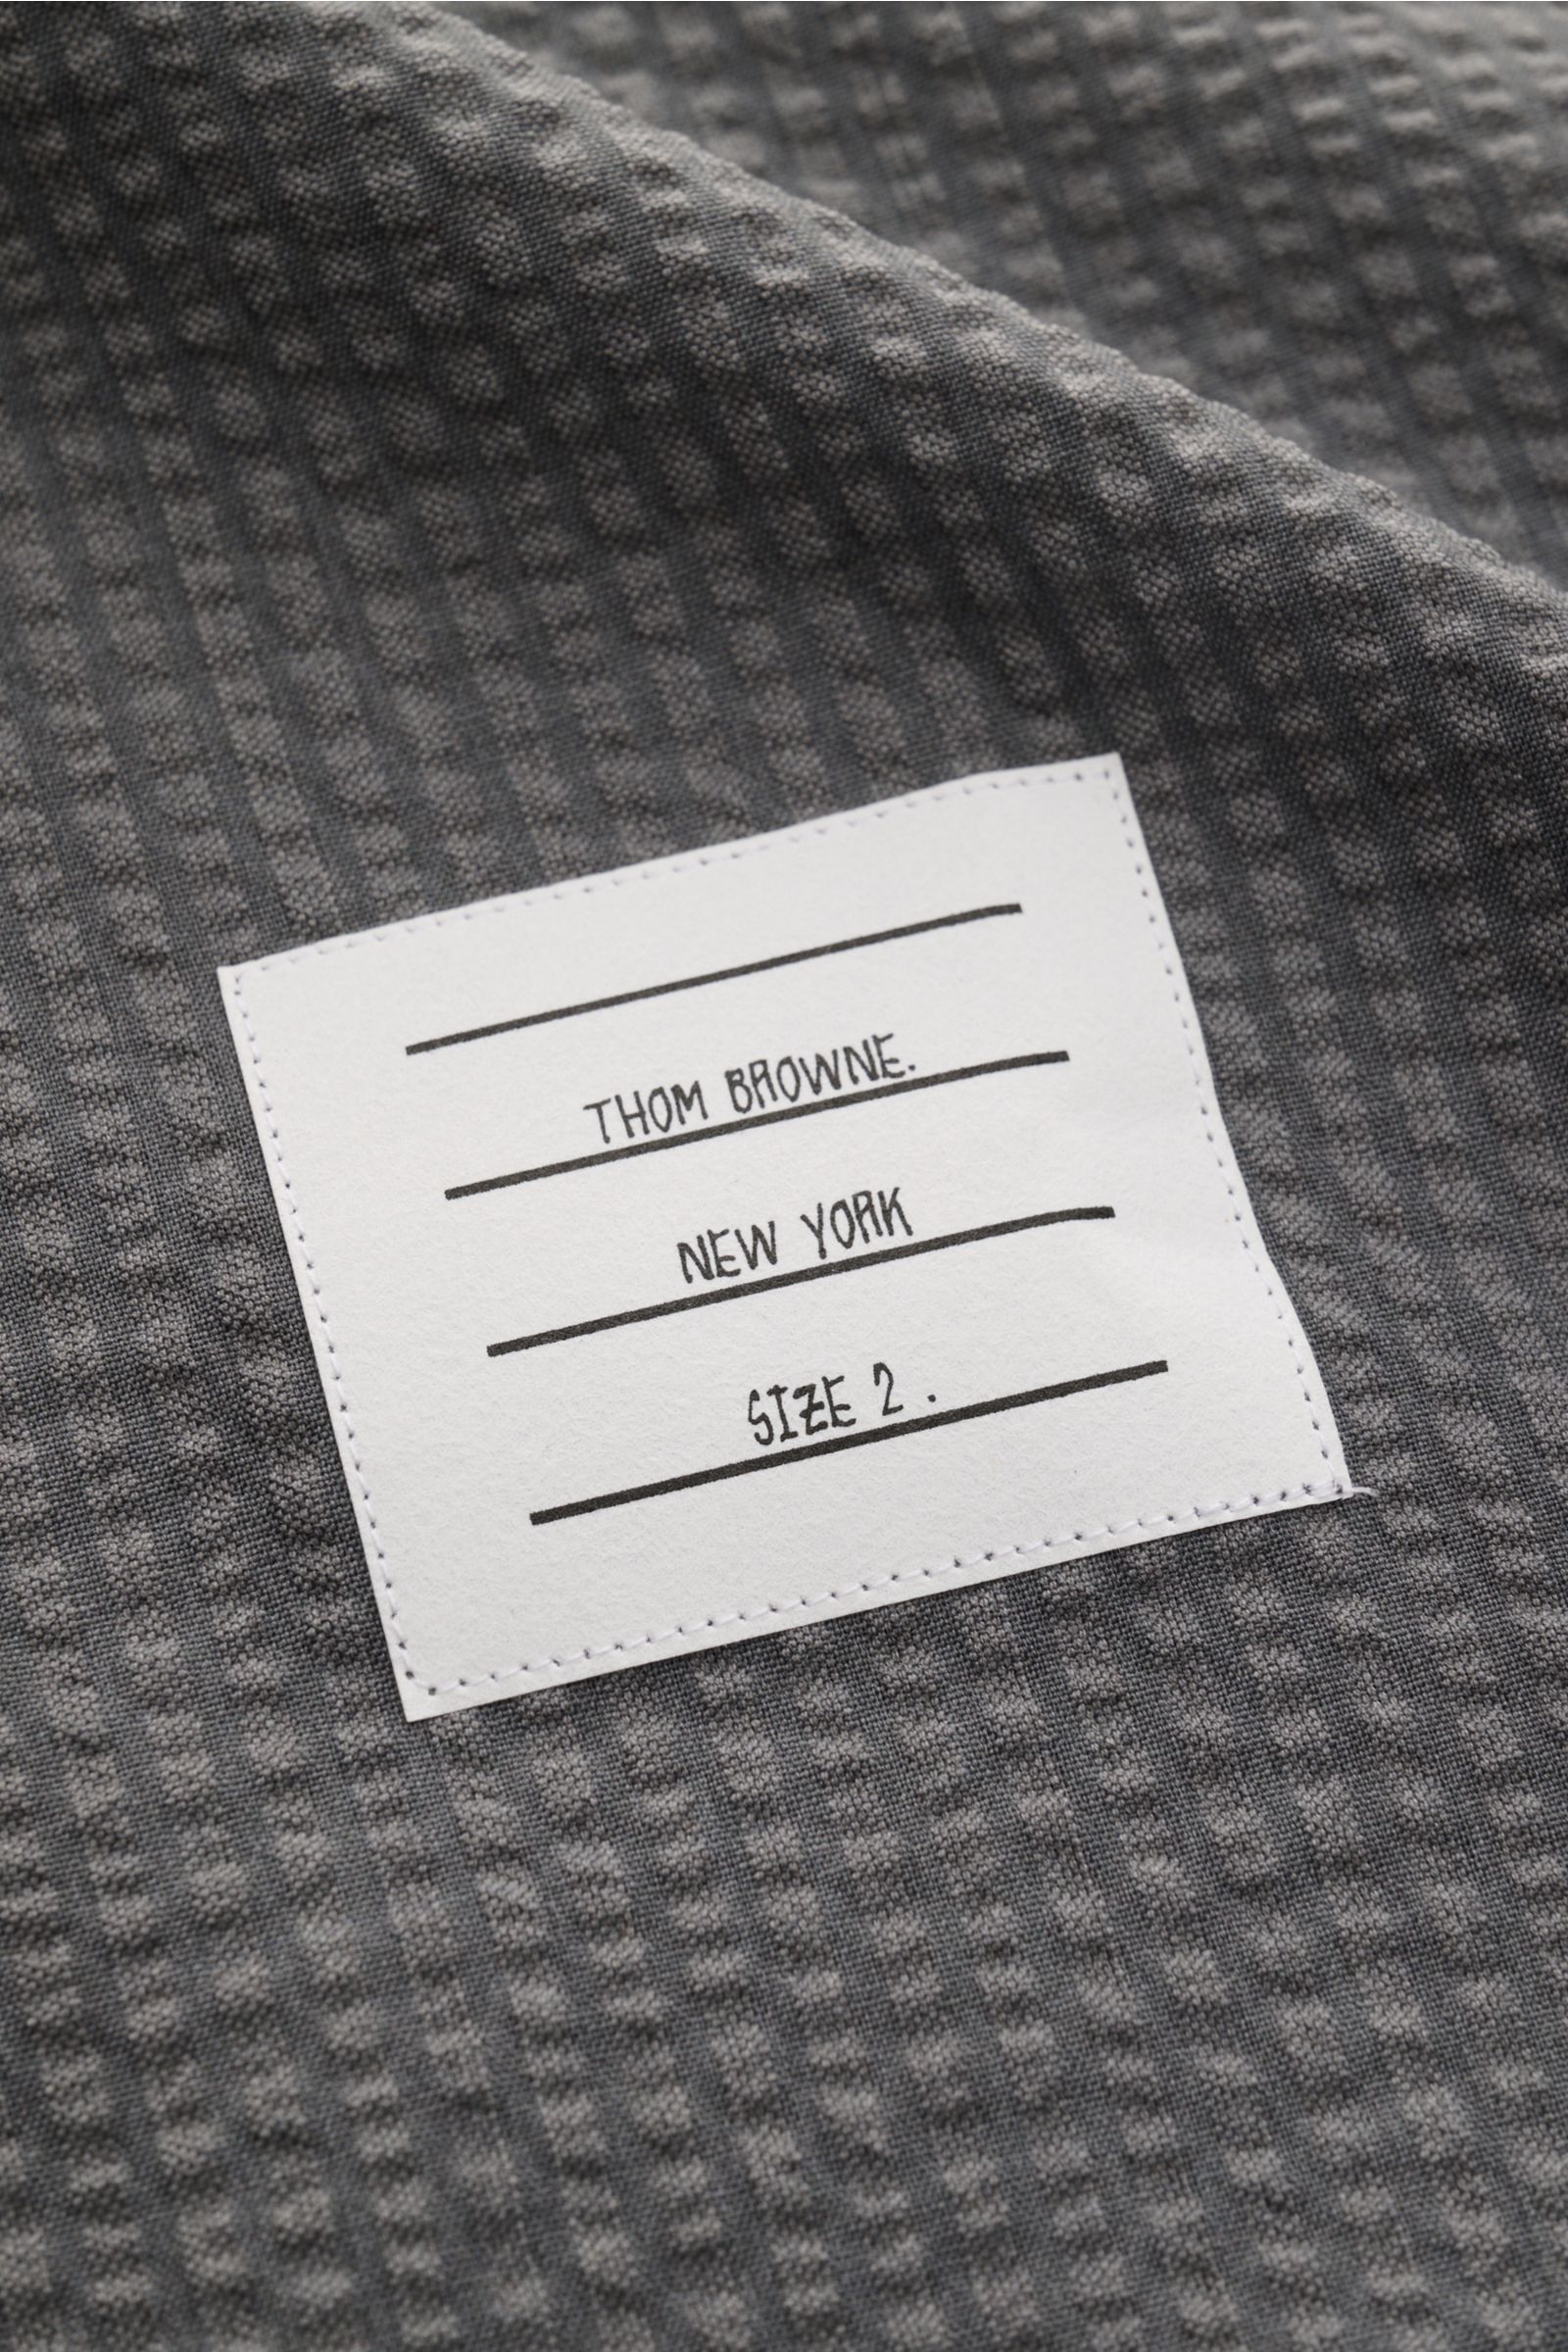 THOM BROWNE.
NEW YORK
SIZE 2 .